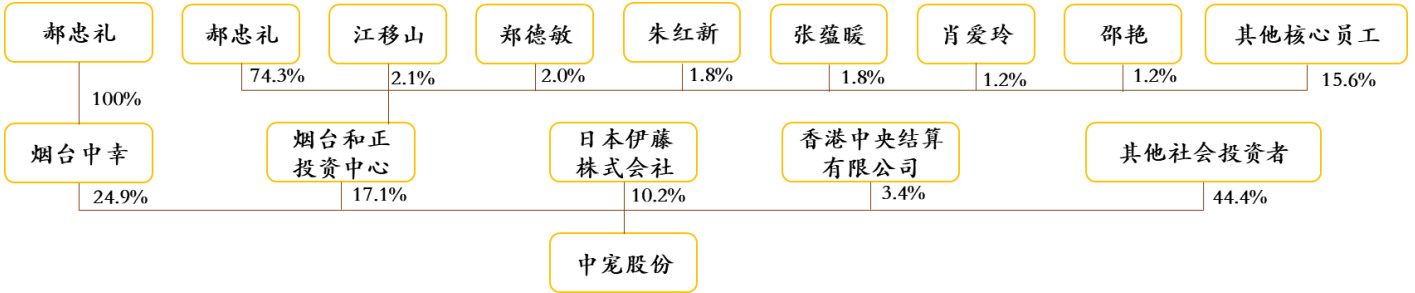 郝忠礼
郝忠礼
江移山
郑德敏
朱红新
张蕴暖
肖爱玲
邵艳
其他核心员工
74.3%
2.1%
2.0%
1.8%
1.8%
1.2%
1.2%
15.6%
100%
烟台中幸
烟台和正
投资中心
日本伊藤
株式会社
香港中央结算
有限公司
其他社会投资者
24.9%
17.1%
10.2%
3.4%
44.4%
中宠股份